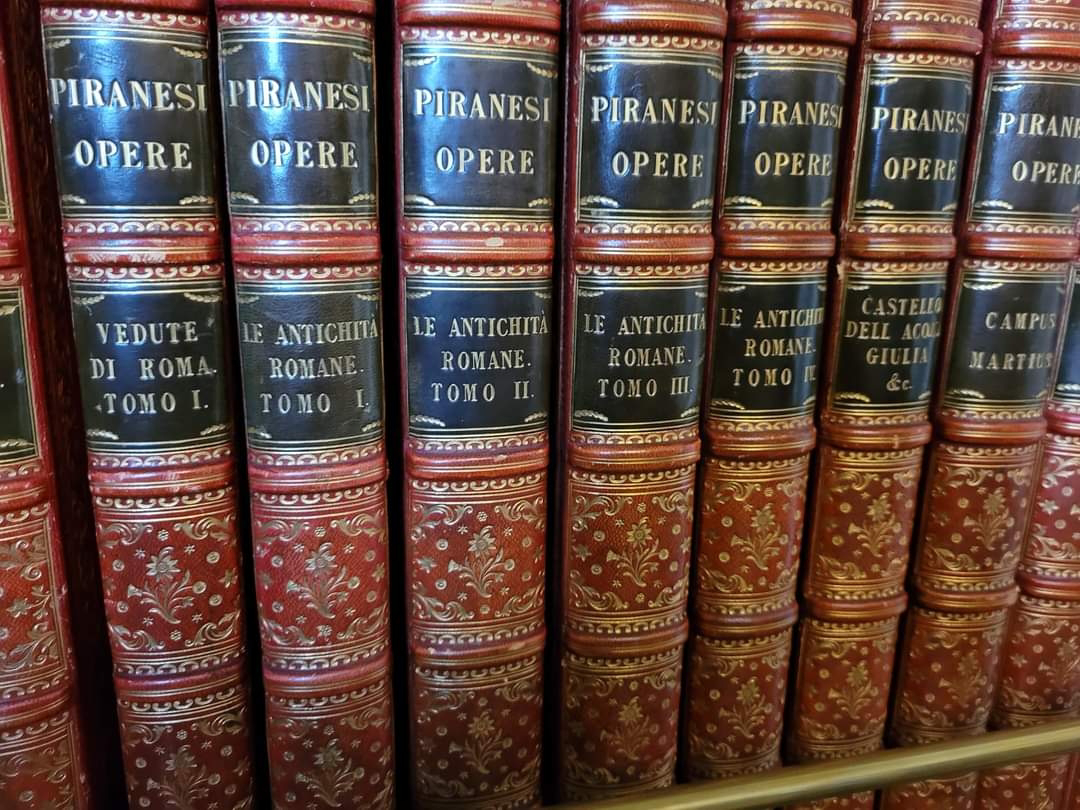 PIRANESI
OPERE
VEDUTE
DI ROMA.
TOMO I.
PIRANESI
OPERE
LE ANTICHITÀ
ROMANE.
TOMO I.
PIRANESI
OPERE
LE ANTICHITÀ
ROMANE.
TOMO II.
PIRANESI
OPERE
LE ANTICHITÀ
ROMANE.
TOMO III.
PIRANESI
OPERE
LE ANTICHIT
ROMANE.
TOMO IV.
PIRANESI
OPERE
CASTELLO
DELL ACQUA
GIULIA
&c.
PIRANE
OPERE
CAMPUS
MARTIUS